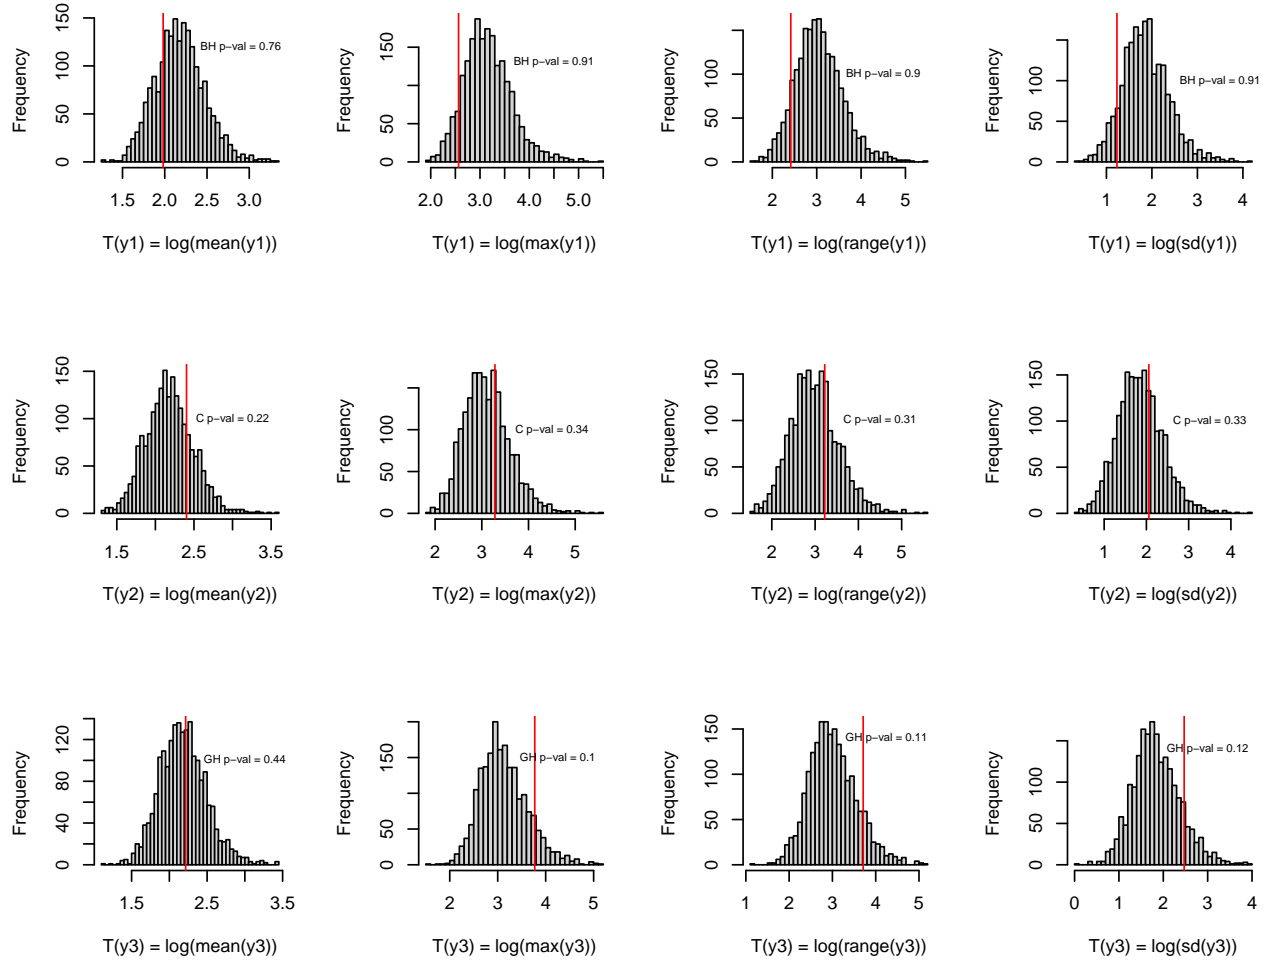 Frequency
0 50 100 150
BH p−val = 0.76
1.5 2.0 2.5 3.0
T(y1) = log(mean(y1))
Frequency
0 50 150
BH p−val = 0.91
2.0 3.0 4.0 5.0
T(y1) = log(max(y1))
Frequency
0 50 100
BH p−val = 0.9
2 3 4 5
T(y1) = log(range(y1))
Frequency
0 50 100
BH p−val = 0.91
1 2 3 4
T(y1) = log(sd(y1))
Frequency
0 50 100 150
C p−val = 0.22
1.5 2.5 3.5
T(y2) = log(mean(y2))
Frequency
0 50 100
C p−val = 0.34
2 3 4 5
T(y2) = log(max(y2))
Frequency
0 50 100 150
C p−val = 0.31
2 3 4 5
T(y2) = log(range(y2))
Frequency
0 50 100 150
C p−val = 0.33
1 2 3 4
T(y2) = log(sd(y2))
Frequency
0 40 80 120
GH p−val = 0.44
1.5 2.5 3.5
T(y3) = log(mean(y3))
Frequency
0 50 150
GH p−val = 0.1
2 3 4 5
T(y3) = log(max(y3))
Frequency
0 50 100 150
GH p−val = 0.11
1 2 3 4 5
T(y3) = log(range(y3))
Frequency
0 50 100
GH p−val = 0.12
0 1 2 3 4
T(y3) = log(sd(y3))